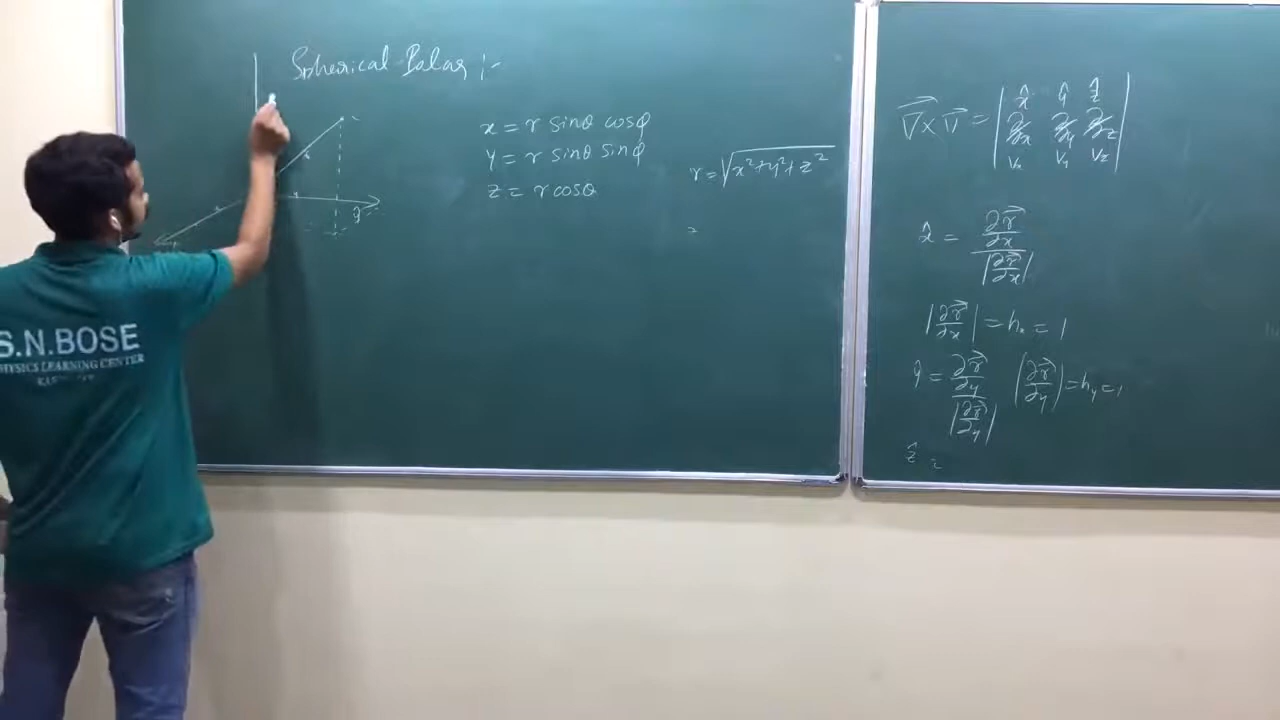 Spherical Polar :-
x = r sinθ cosφ
y = r sinθ sinφ
z = r cosθ
r = √x²+y²+z²
=
y
S.N.BOSE
PHYSICS LEARNING CENTER
∇⃗ × V⃗ = | x̂ ŷ ẑ |
| ∂/∂x ∂/∂y ∂/∂z |
| Vx Vy Vz |
x̂ = ∂r⃗/∂x / |∂r⃗/∂x|
|∂r⃗/∂x| = hx = 1
ŷ = ∂r⃗/∂y / |∂r⃗/∂y| |∂r⃗/∂y| = hy = 1
ẑ =